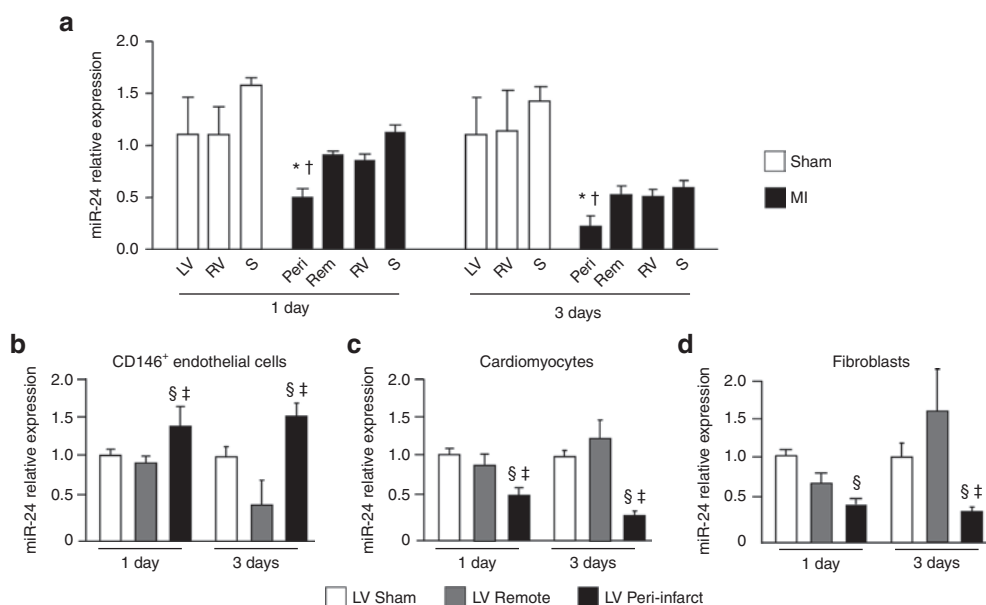 a
miR-24 relative expression
2.0
1.5
1.0
0.5
0.0
LV RV S Peri Rem RV S LV RV S Peri Rem RV S
* †
* †
1 day
3 days
Sham
MI
b
CD146+ endothelial cells
miR-24 relative expression
2.0
1.5
1.0
0.5
0
§ ‡
§ ‡
1 day
3 days
c
Cardiomyocytes
miR-24 relative expression
2.0
1.5
1.0
0.5
0
§ ‡
§ ‡
1 day
3 days
d
Fibroblasts
miR-24 relative expression
2.0
1.5
1.0
0.5
0
§
§ ‡
1 day
3 days
LV Sham LV Remote LV Peri-infarct